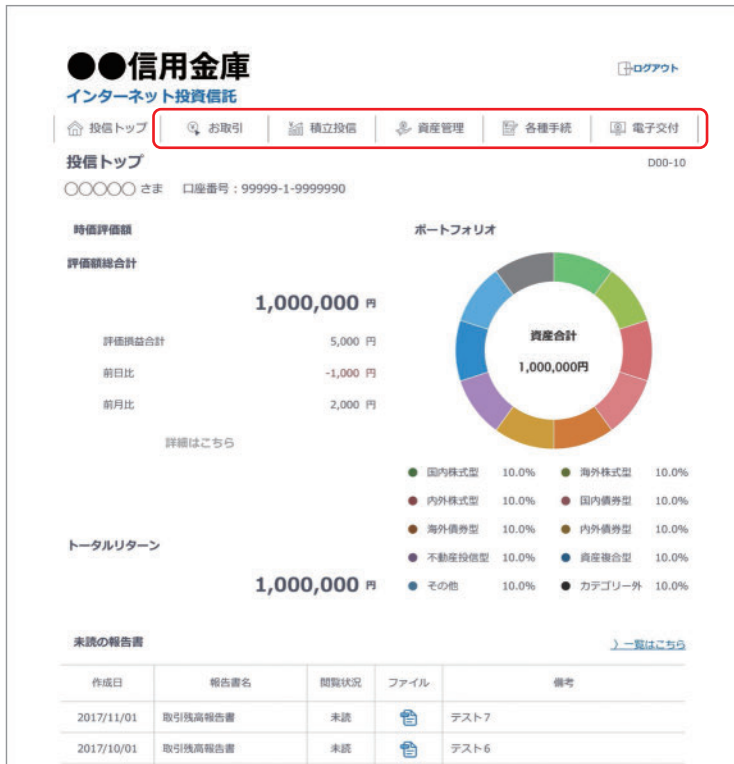 ●●信用金庫
ログアウト
インターネット投資信託
投信トップ お取引 積立投信 資産管理 各種手続 電子交付
投信トップ D00-10
○○○○○ さま 口座番号：99999-1-9999990
時価評価額 ポートフォリオ
評価額総合計
1,000,000 円
資産合計
1,000,000円
評価損益合計 5,000 円
前日比 -1,000 円
前月比 2,000 円
詳細はこちら
国内株式型 10.0% 海外株式型 10.0%
内外株式型 10.0% 国内債券型 10.0%
海外債券型 10.0% 内外債券型 10.0%
不動産投信型 10.0% 資産複合型 10.0%
その他 10.0% カテゴリー外 10.0%
トータルリターン
1,000,000 円
未読の報告書 〉一覧はこちら
作成日 報告書名 閲覧状況 ファイル 備考
2017/11/01 取引残高報告書 未読 テスト7
2017/10/01 取引残高報告書 未読 テスト6